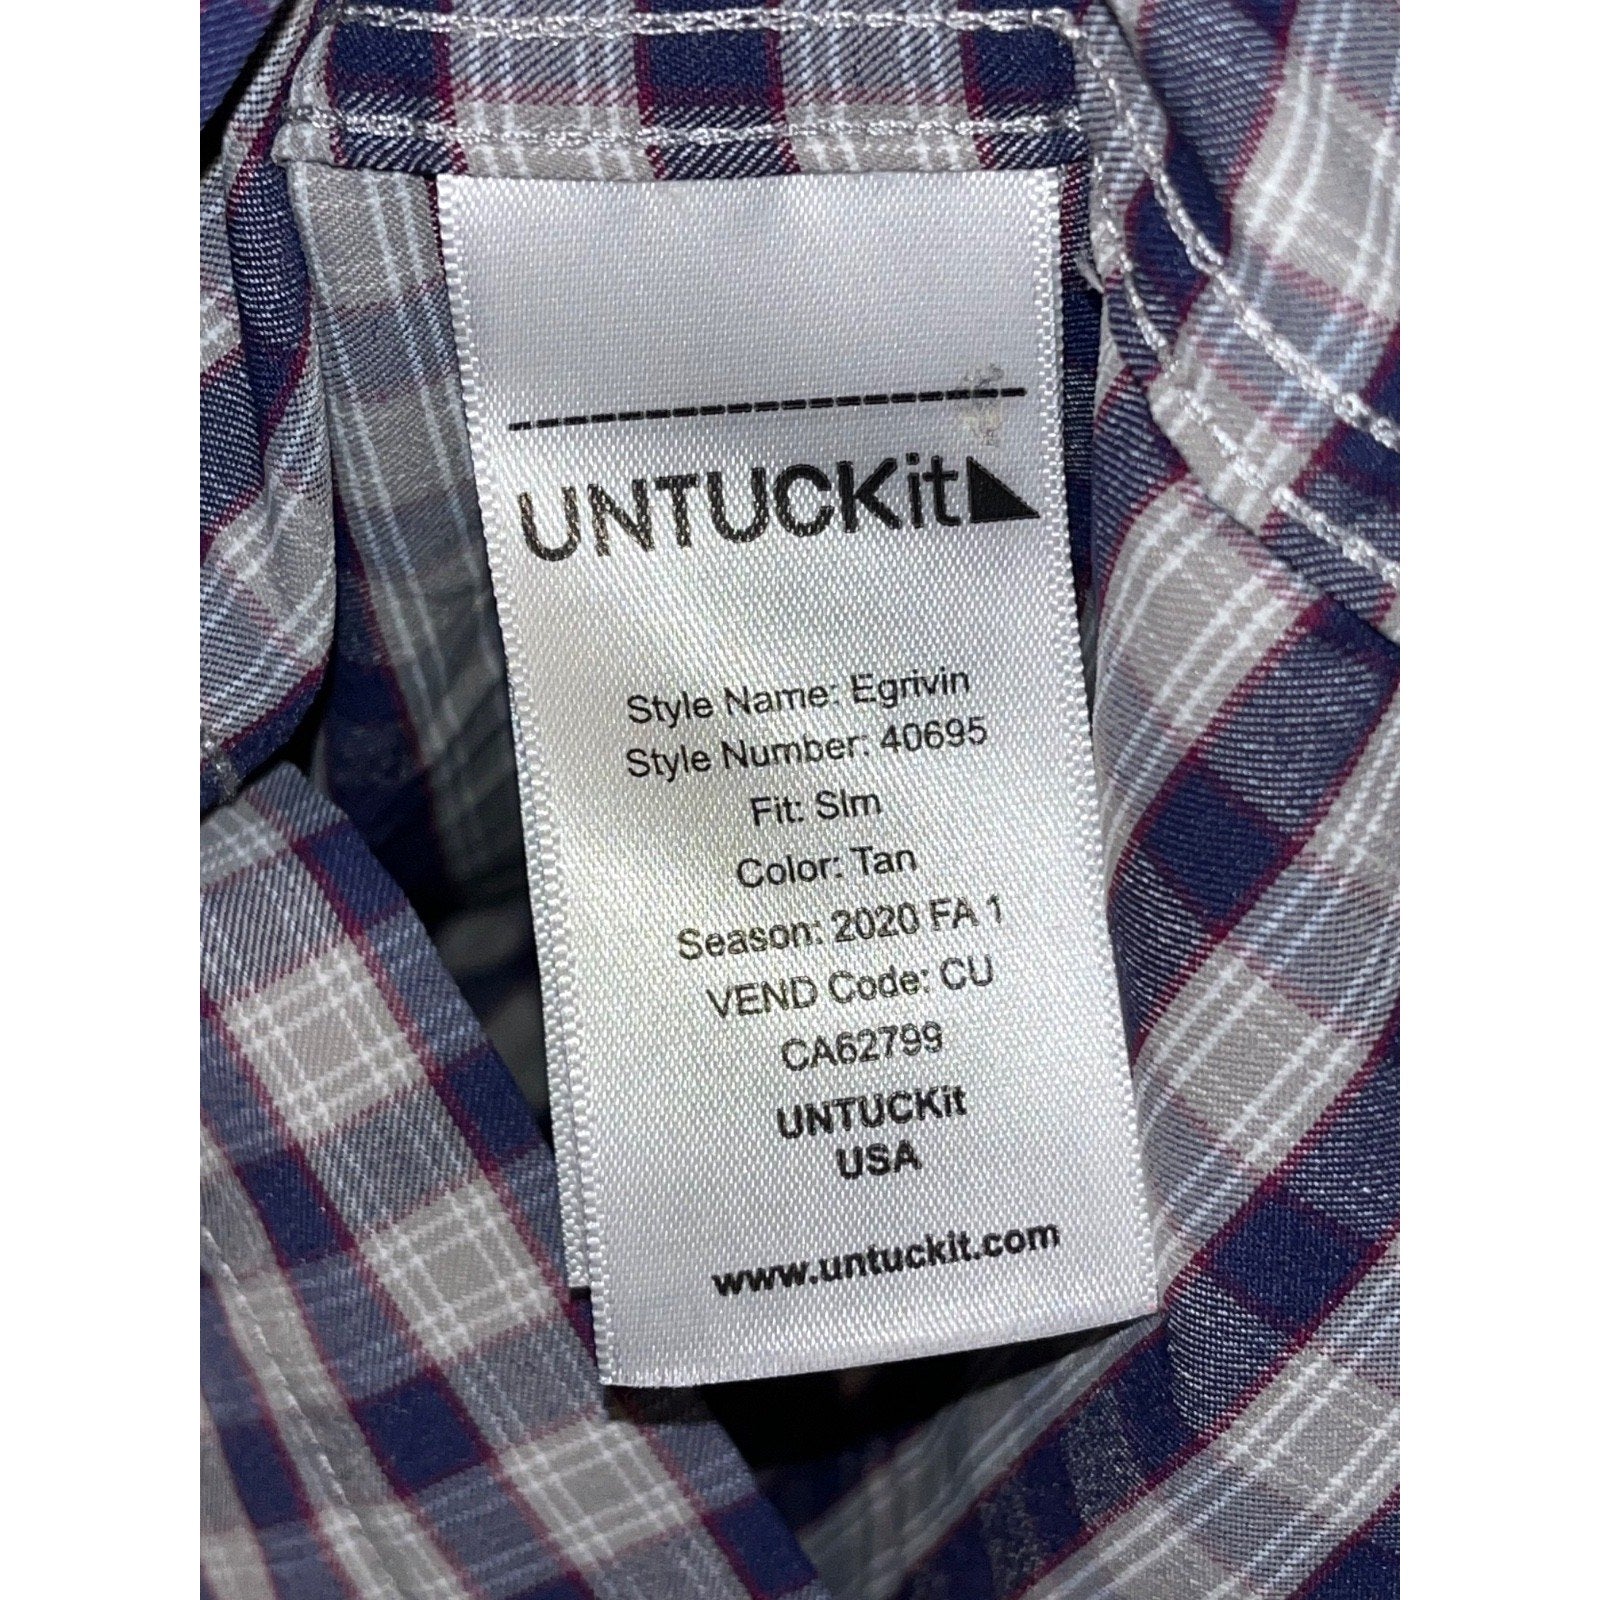 UNTUCKit
Style Name: Egrivin
Style Number: 40695
Fit: Slm
Color: Tan
Season: 2020 FA 1
VEND Code: CU
CA62799
UNTUCKit
USA
www.untuckit.com